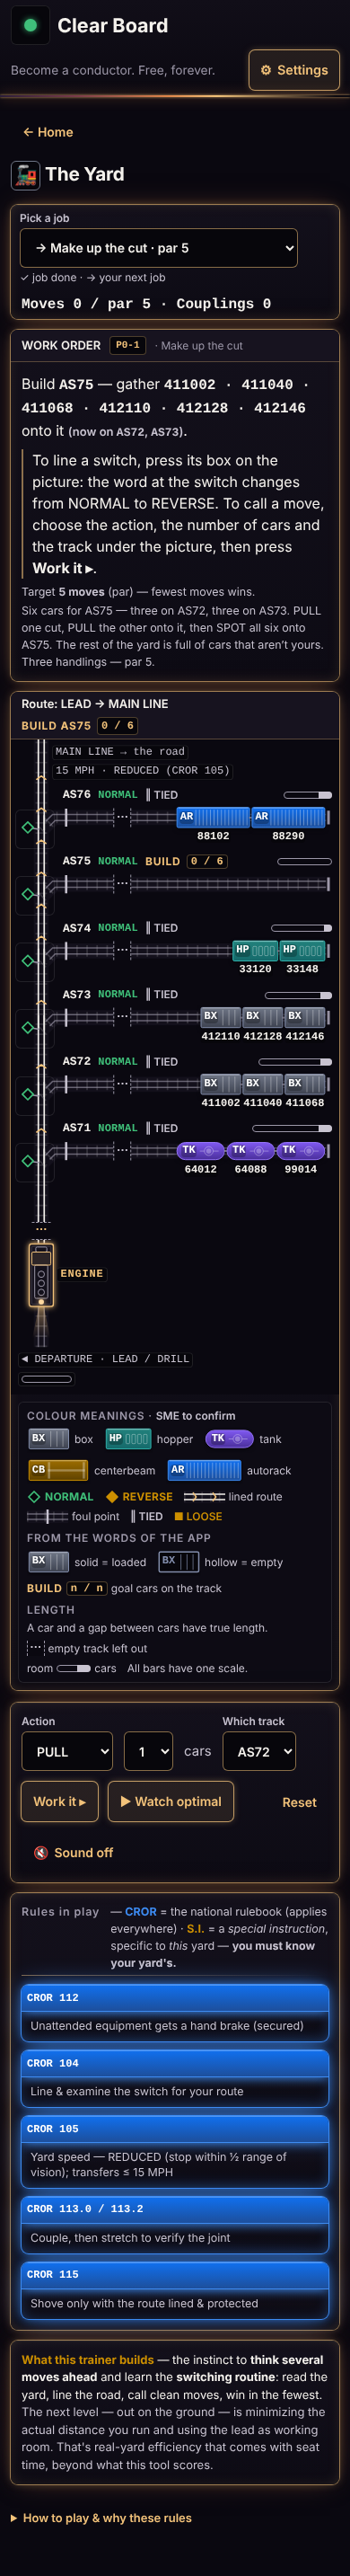 Clear Board
Become a conductor. Free, forever.
⚙ Settings
← Home
The Yard
Pick a job
→ Make up the cut · par 5
✓ job done · → your next job
Moves 0 / par 5 · Couplings 0
WORK ORDER P0-1 · Make up the cut
Build AS75 — gather 411002 · 411040 ·
411068 · 412110 · 412128 · 412146
onto it (now on AS72, AS73).
To line a switch, press its box on the
picture: the word at the switch changes
from NORMAL to REVERSE. To call a move,
choose the action, the number of cars and
the track under the picture, then press
Work it ▸.
Target 5 moves (par) — fewest moves wins.
Six cars for AS75 — three on AS72, three on AS73. PULL
one cut, PULL the other onto it, then SPOT all six onto
AS75. The rest of the yard is full of cars that aren't yours.
Three handlings — par 5.
Route: LEAD → MAIN LINE
BUILD AS75 0 / 6
MAIN LINE → the road
15 MPH · REDUCED (CROR 105)
AS76 NORMAL TIED
AR AR
88102 88290
AS75 NORMAL BUILD 0 / 6
AS74 NORMAL TIED
HP HP
33120 33148
AS73 NORMAL TIED
BX BX BX
412110 412128 412146
AS72 NORMAL TIED
BX BX BX
411002 411040 411068
AS71 NORMAL TIED
TK TK TK
64012 64088 99014
ENGINE
◄ DEPARTURE · LEAD / DRILL
COLOUR MEANINGS · SME to confirm
BX box HP hopper TK tank
CB centerbeam AR autorack
NORMAL REVERSE lined route
foul point TIED LOOSE
FROM THE WORDS OF THE APP
BX solid = loaded BX hollow = empty
BUILD n / n goal cars on the track
LENGTH
A car and a gap between cars have true length.
··· empty track left out
room cars All bars have one scale.
Action Which track
PULL 1 cars AS72
Work it ▸ ▶ Watch optimal Reset
🔇 Sound off
Rules in play — CROR = the national rulebook (applies
everywhere) · S.I. = a special instruction,
specific to this yard — you must know
your yard's.
CROR 112
Unattended equipment gets a hand brake (secured)
CROR 104
Line & examine the switch for your route
CROR 105
Yard speed — REDUCED (stop within ½ range of
vision); transfers ≤ 15 MPH
CROR 113.0 / 113.2
Couple, then stretch to verify the joint
CROR 115
Shove only with the route lined & protected
What this trainer builds — the instinct to think several
moves ahead and learn the switching routine: read the
yard, line the road, call clean moves, win in the fewest.
The next level — out on the ground — is minimizing the
actual distance you run and using the lead as working
room. That's real-yard efficiency that comes with seat
time, beyond what this tool scores.
▶ How to play & why these rules